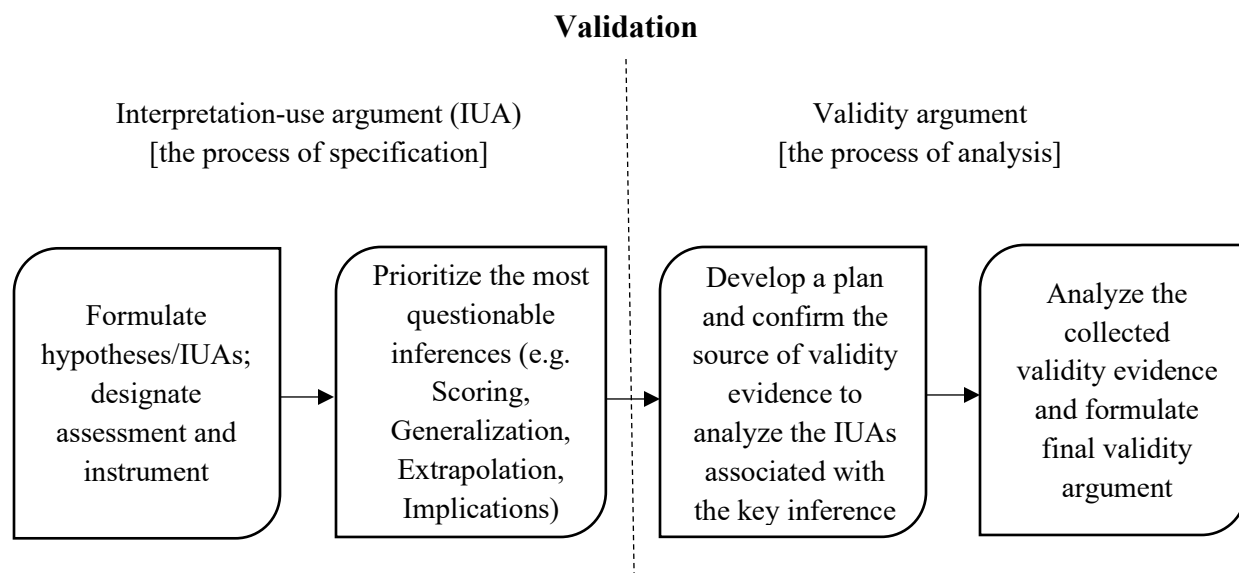 Validation
Interpretation-use argument (IUA)
[the process of specification]
Validity argument
[the process of analysis]
Formulate
hypotheses/IUAs;
designate
assessment and
instrument
Prioritize the most
questionable
inferences (e.g.
Scoring,
Generalization,
Extrapolation,
Implications)
Develop a plan
and confirm the
source of validity
evidence to
analyze the IUAs
associated with
the key inference
Analyze the
collected
validity evidence
and formulate
final validity
argument